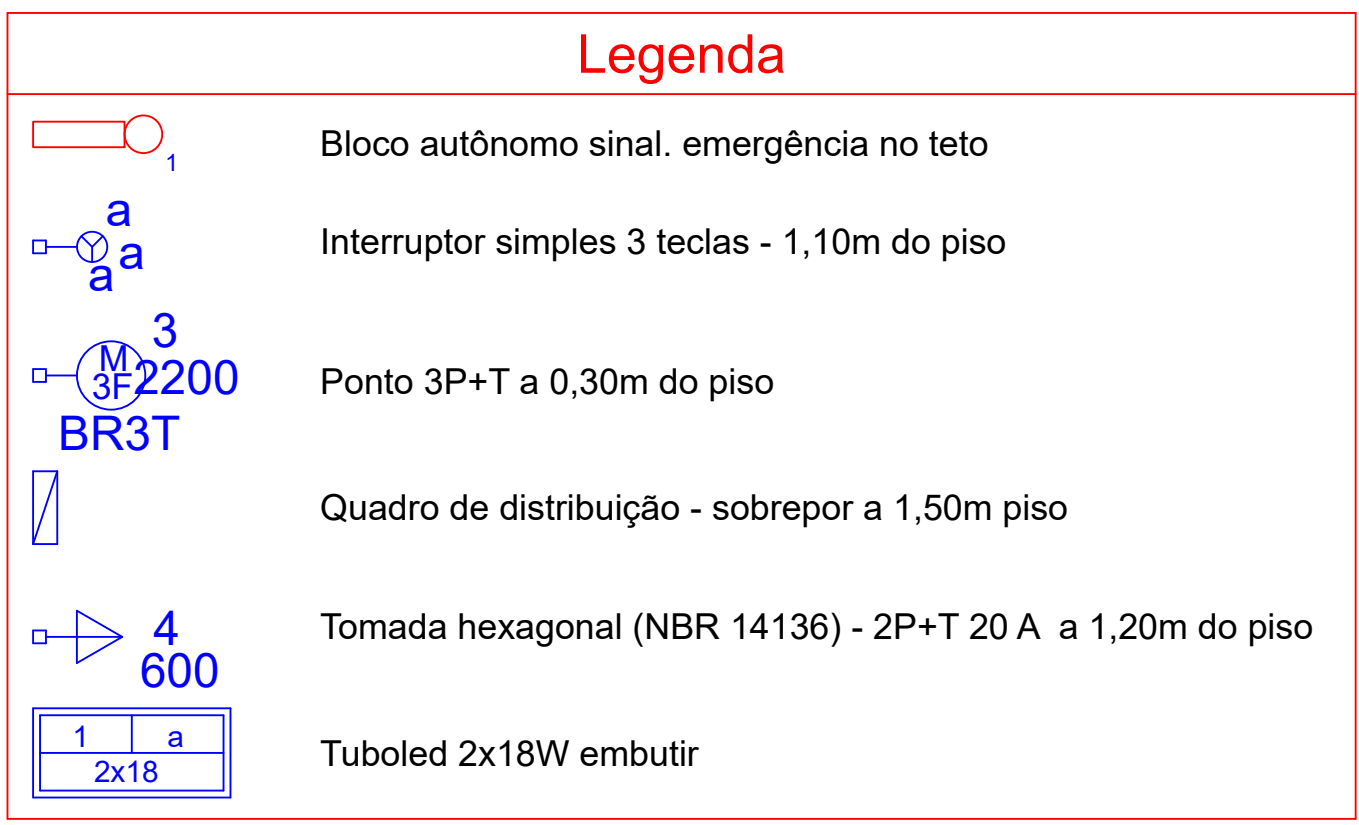 Legenda
1
Bloco autônomo sinal. emergência no teto
a
a
a
Interruptor simples 3 teclas - 1,10m do piso
3
M
3F
2200
BR3T
Ponto 3P+T a 0,30m do piso
Quadro de distribuição - sobrepor a 1,50m piso
4
600
Tomada hexagonal (NBR 14136) - 2P+T 20 A  a 1,20m do piso
1 a
2x18
Tuboled 2x18W embutir